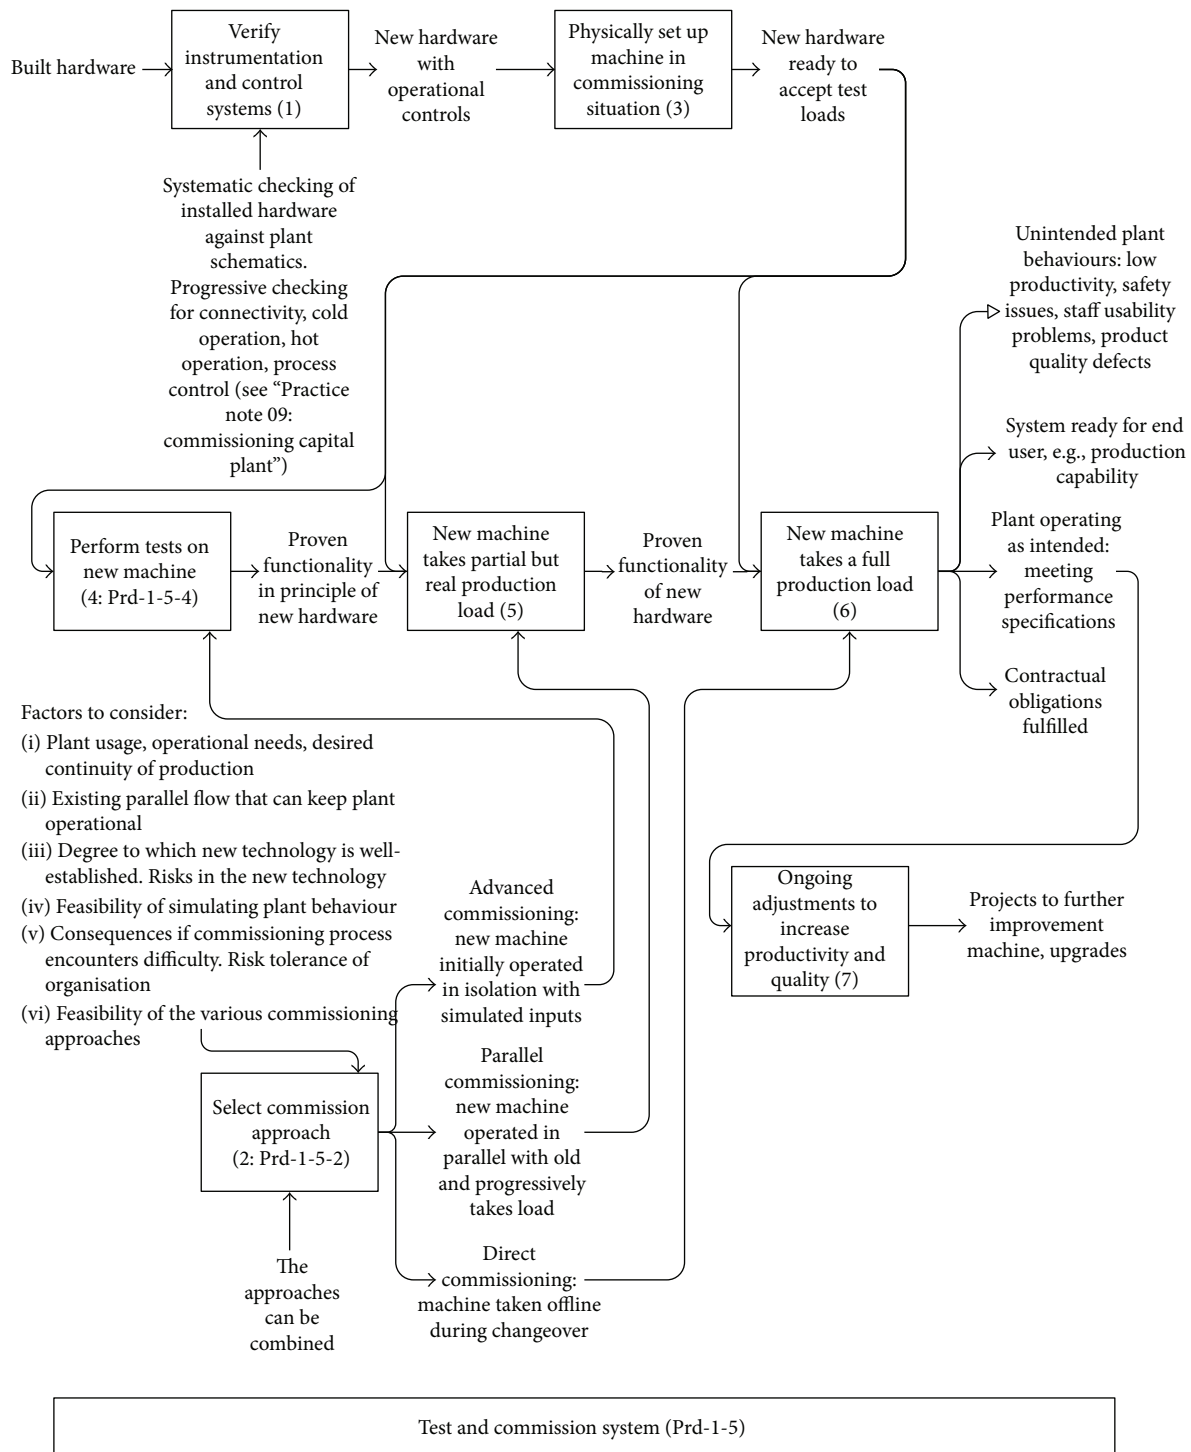 Built hardware
Verify
instrumentation
and control
systems (1)
New hardware
with
operational
controls
Physically set up
machine in
commissioning
situation (3)
New hardware
ready to
accept test
loads
Systematic checking of
installed hardware
against plant
schematics.
Progressive checking
for connectivity, cold
operation, hot
operation, process
control (see “Practice
note 09:
commissioning capital
plant”)
Unintended plant
behaviours: low
productivity, safety
issues, staff usability
problems, product
quality defects
System ready for end
user, e.g., production
capability
Perform tests on
new machine
(4: Prd-1-5-4)
Proven
functionality
in principle of
new hardware
New machine
takes partial but
real production
load (5)
Proven
functionality
of new
hardware
New machine
takes a full
production load
(6)
Plant operating
as intended:
meeting
performance
specifications
Contractual
obligations
fulfilled
Factors to consider:
(i) Plant usage, operational needs, desired
continuity of production
(ii) Existing parallel flow that can keep plant
operational
(iii) Degree to which new technology is well-
established. Risks in the new technology
(iv) Feasibility of simulating plant behaviour
(v) Consequences if commissioning process
encounters difficulty. Risk tolerance of
organisation
(vi) Feasibility of the various commissioning
approaches
Advanced
commissioning:
new machine
initially operated
in isolation with
simulated inputs
Ongoing
adjustments to
increase
productivity and
quality (7)
Projects to further
improvement
machine, upgrades
Select commission
approach
(2: Prd-1-5-2)
Parallel
commissioning:
new machine
operated in
parallel with old
and progressively
takes load
The
approaches
can be
combined
Direct
commissioning:
machine taken offline
during changeover
Test and commission system (Prd-1-5)